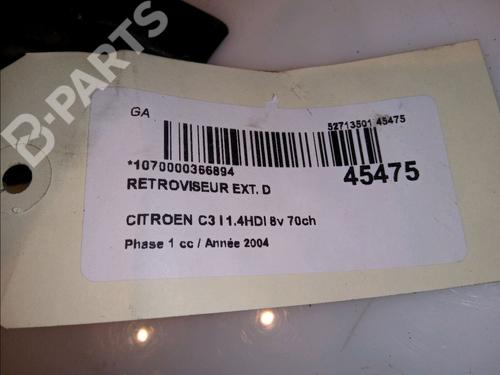 B-PARTS
GA
52713501 45475
*1070000366894
45475
RETROVISEUR EXT. D
CITROEN C3 I 1.4HDI 8v 70ch
Phase 1 cc / Année 2004